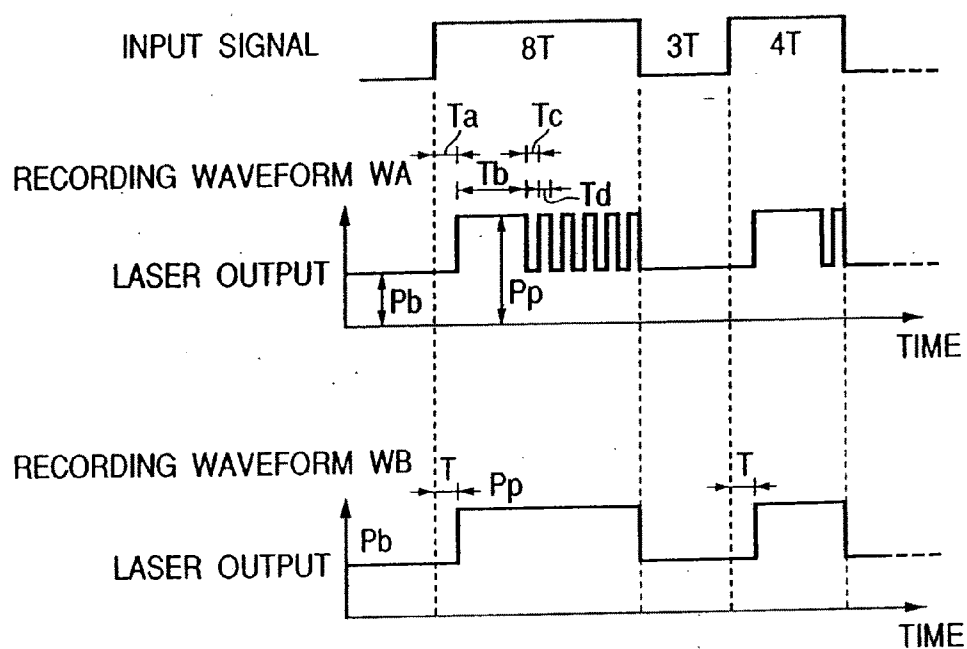 INPUT SIGNAL
8T 3T 4T
Ta Tc
RECORDING WAVEFORM WA
Tb Td
LASER OUTPUT
Pb Pp
TIME
RECORDING WAVEFORM WB
T Pp T
Pb
LASER OUTPUT
TIME